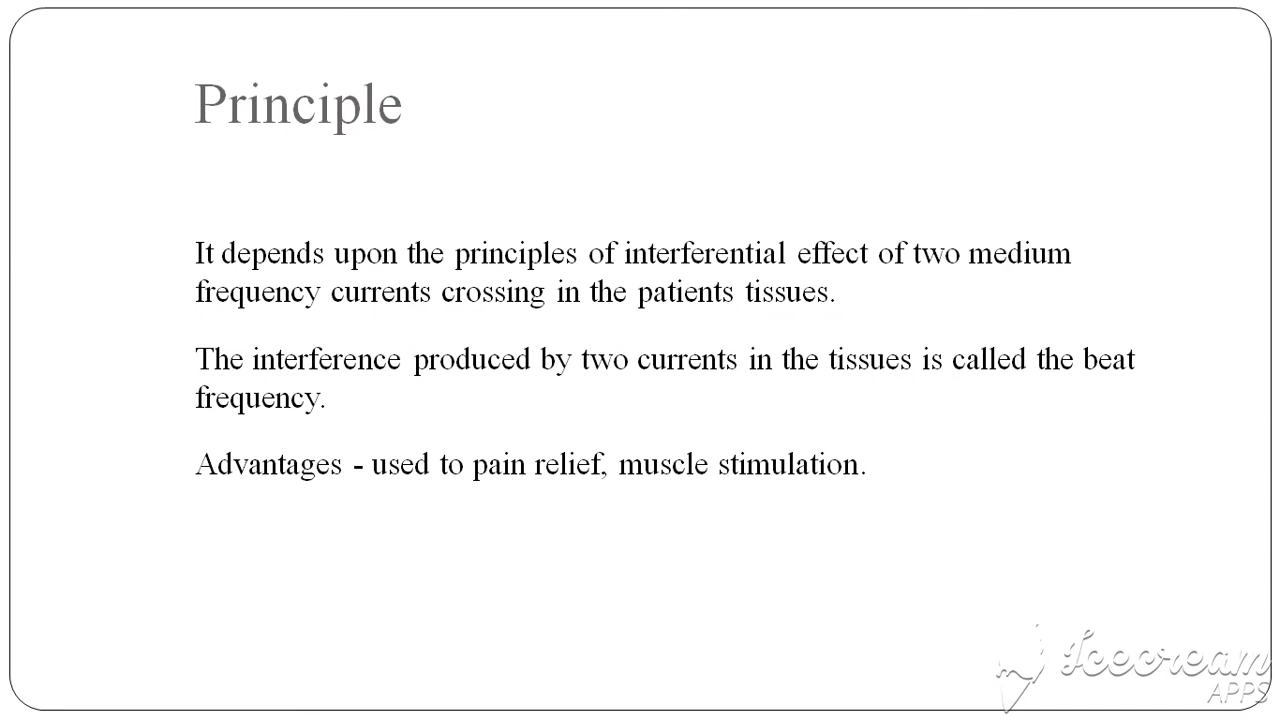 Principle
It depends upon the principles of interferential effect of two medium
frequency currents crossing in the patients tissues.
The interference produced by two currents in the tissues is called the beat
frequency.
Advantages - used to pain relief, muscle stimulation.
Icecream
APPS